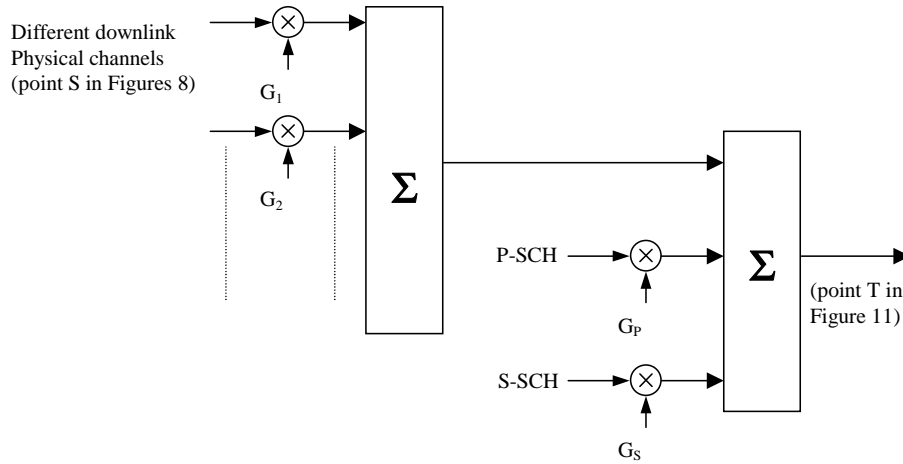 Different downlink
Physical channels
(point S in Figures 8)
G1
G2
Σ
P-SCH
GP
S-SCH
GS
Σ
(point T in
Figure 11)